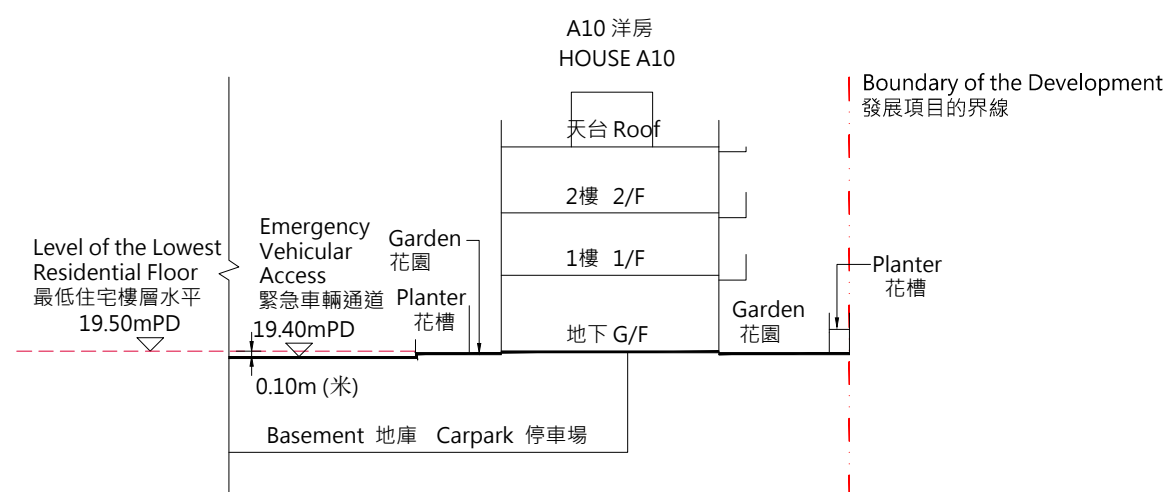 A10 洋房
HOUSE A10
Boundary of the Development
發展項目的界線
天台 Roof
2樓 2/F
1樓 1/F
地下 G/F
Level of the Lowest
Residential Floor
最低住宅樓層水平
19.50mPD
Emergency
Vehicular
Access
緊急車輛通道
19.40mPD
Garden
花園
Planter
花槽
Garden
花園
Planter
花槽
0.10m (米)
Basement 地庫 Carpark 停車場